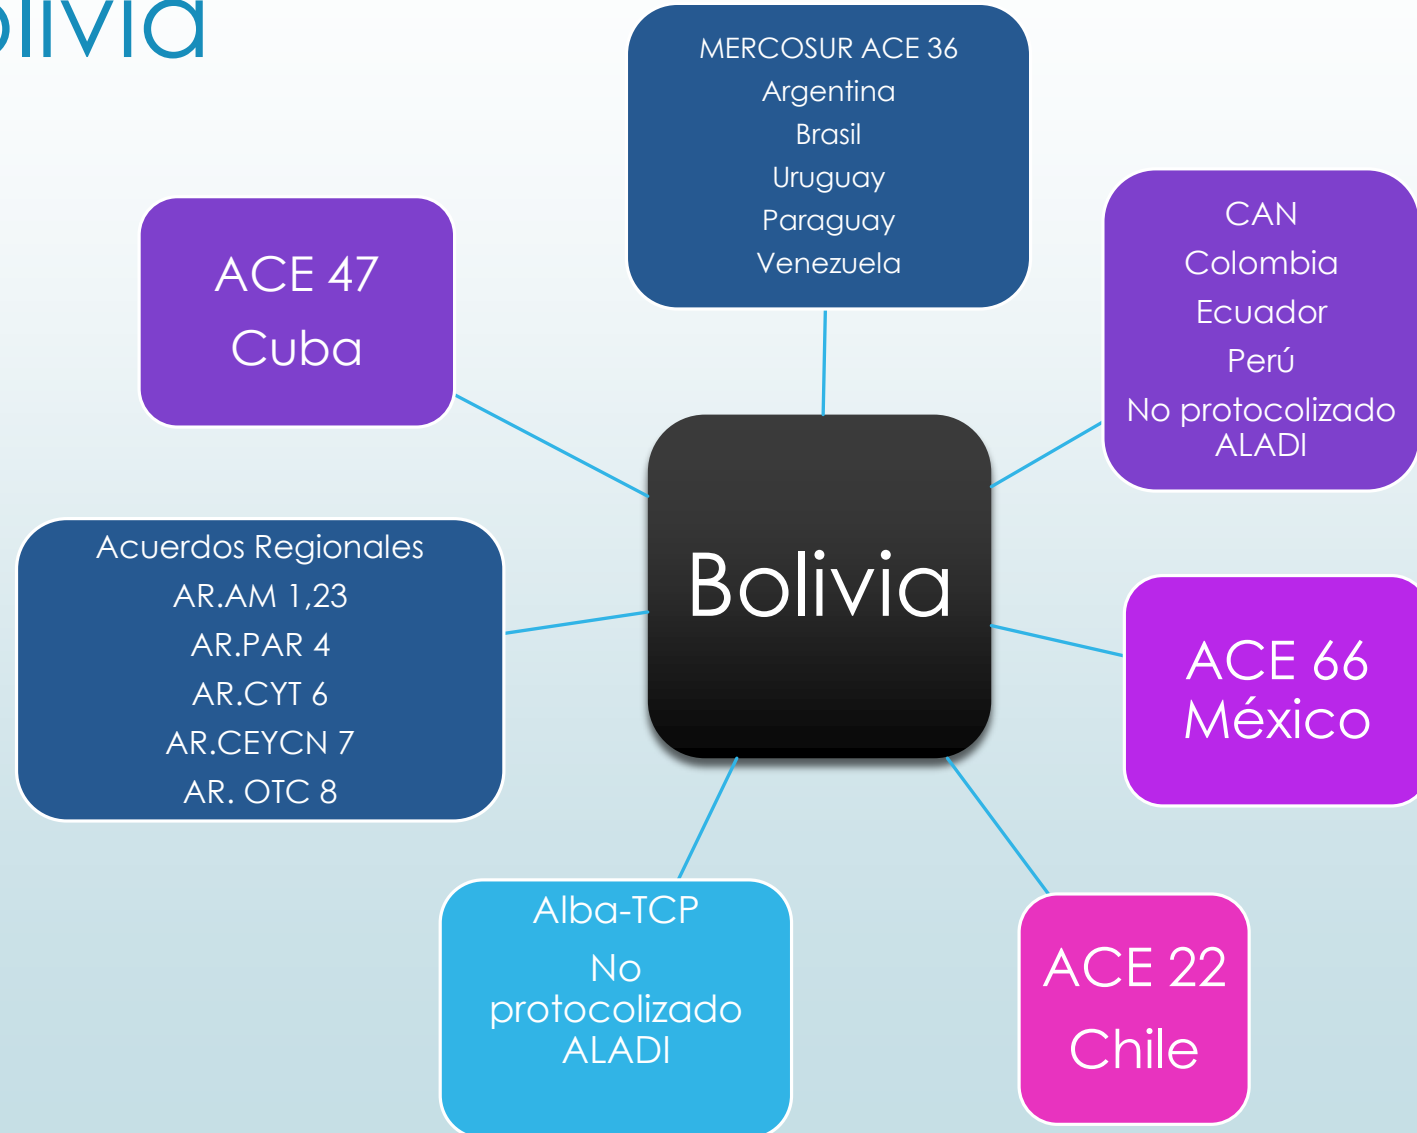 olivia
MERCOSUR ACE 36
Argentina
Brasil
Uruguay
Paraguay
Venezuela
CAN
Colombia
Ecuador
Perú
No protocolizado
ALADI
ACE 47
Cuba
Bolivia
Acuerdos Regionales
AR.AM 1,23
AR.PAR 4
AR.CYT 6
AR.CEYCN 7
AR. OTC 8
ACE 66
México
Alba-TCP
No
protocolizado
ALADI
ACE 22
Chile